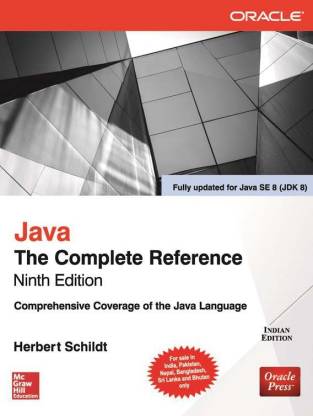 ORACLE
Fully updated for Java SE 8 (JDK 8)
Java
The Complete Reference
Ninth Edition
Comprehensive Coverage of the Java Language
INDIAN
EDITION
Herbert Schildt
For sale in
India, Pakistan,
Nepal, Bangladesh,
Sri Lanka and Bhutan
only
Mc
Graw
Hill
Education
Oracle
Press™